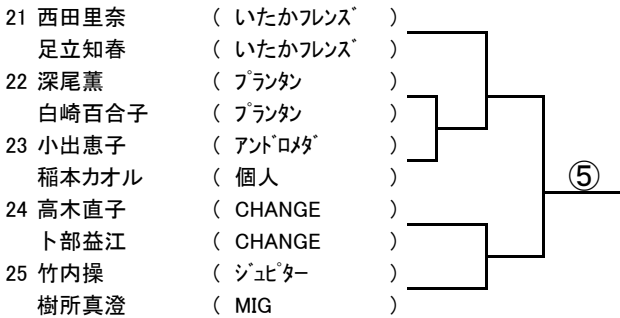 21 西田里奈 ( いたかﾌﾚﾝｽﾞ )
足立知春 ( いたかﾌﾚﾝｽﾞ )
22 深尾薫 ( ﾌﾟﾗﾝﾀﾝ )
白崎百合子 ( ﾌﾟﾗﾝﾀﾝ )
23 小出恵子 ( ｱﾝﾄﾞﾛﾒﾀﾞ )
稲本カオル ( 個人 )
⑤
24 高木直子 ( CHANGE )
卜部益江 ( CHANGE )
25 竹内操 ( ｼﾞｭﾋﾟﾀｰ )
樹所真澄 ( MIG )